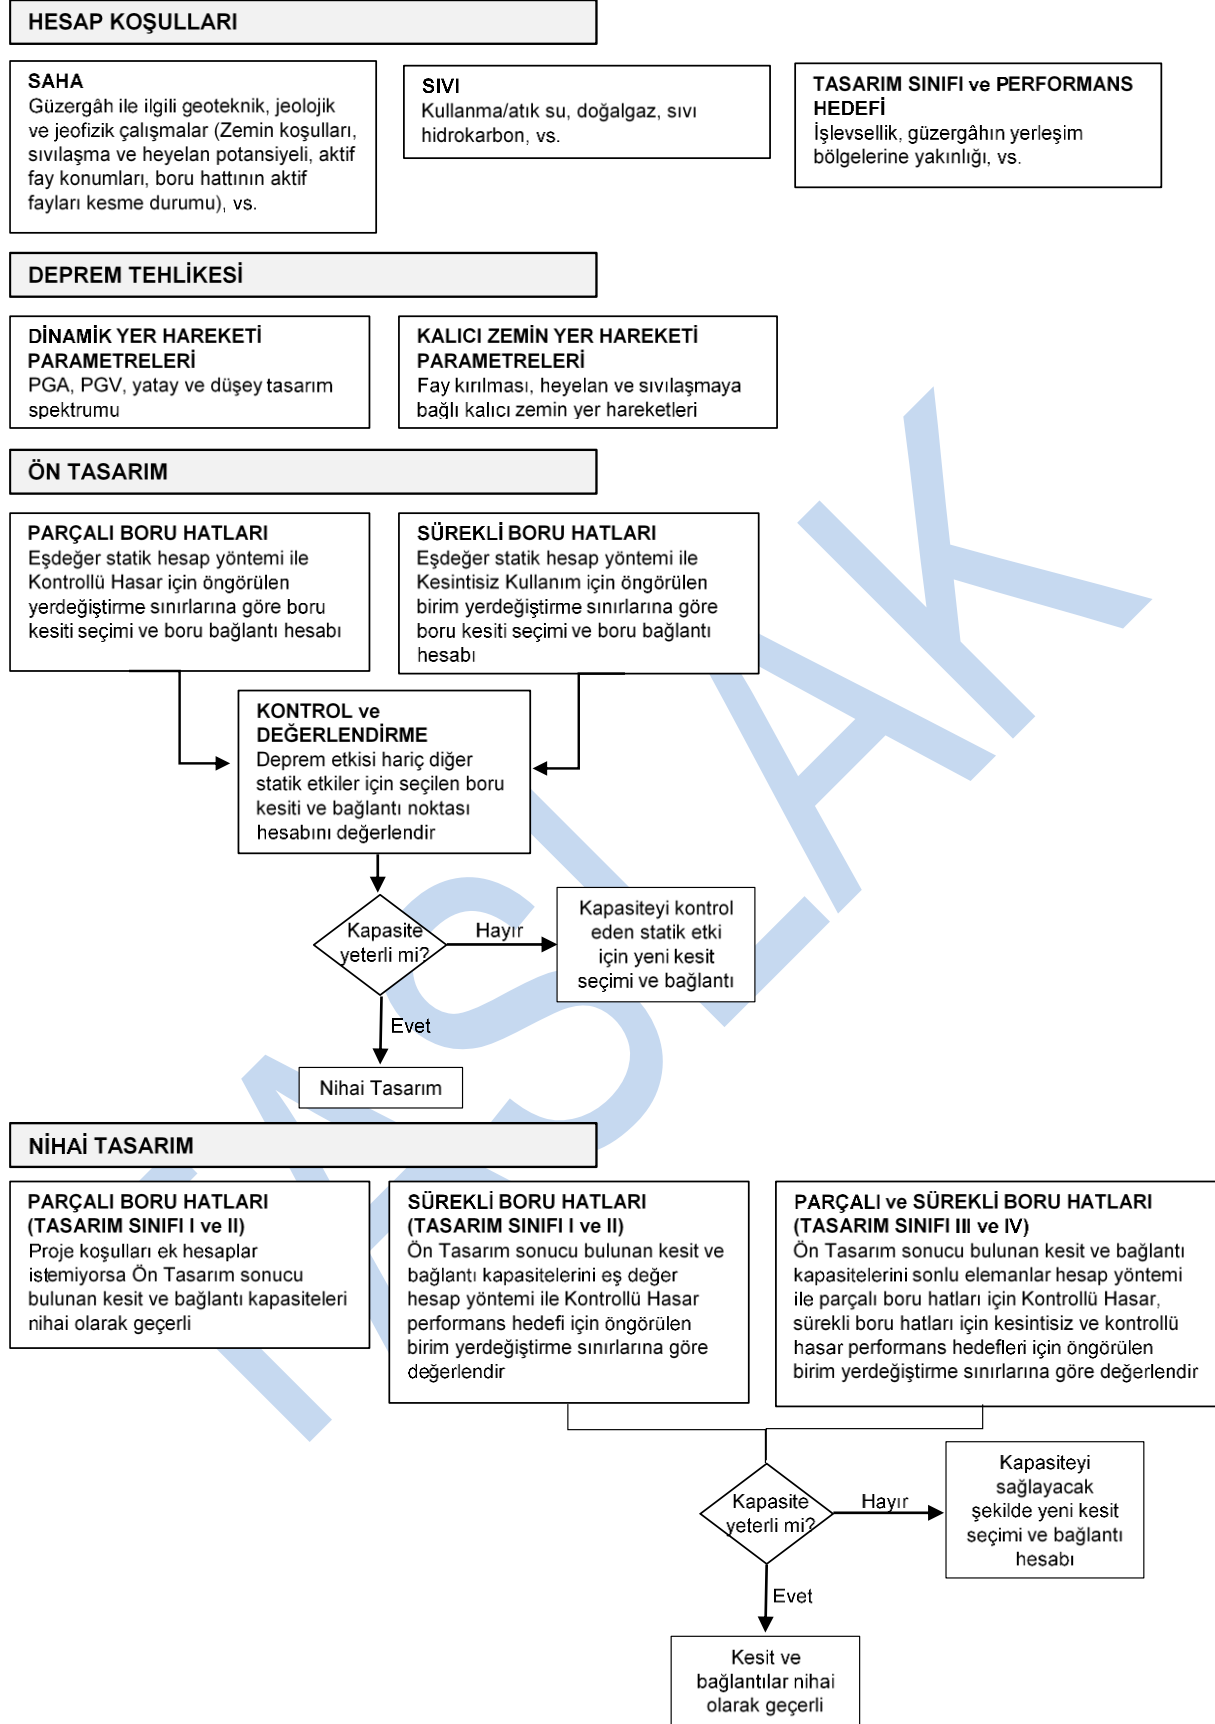 HESAP KOŞULLARI
SAHA
Güzergâh ile ilgili geoteknik, jeolojik
ve jeofizik çalışmalar (Zemin koşulları,
sıvılaşma ve heyelan potansiyeli, aktif
fay konumları, boru hattının aktif
fayları kesme durumu), vs.
SIVI
Kullanma/atık su, doğalgaz, sıvı
hidrokarbon, vs.
TASARIM SINIFI ve PERFORMANS
HEDEFİ
İşlevsellik, güzergâhın yerleşim
bölgelerine yakınlığı, vs.
DEPREM TEHLİKESİ
DİNAMİK YER HAREKETİ
PARAMETRELERİ
PGA, PGV, yatay ve düşey tasarım
spektrumu
KALICI ZEMİN YER HAREKETİ
PARAMETRELERİ
Fay kırılması, heyelan ve sıvılaşmaya
bağlı kalıcı zemin yer hareketleri
ÖN TASARIM
PARÇALI BORU HATLARI
Eşdeğer statik hesap yöntemi ile
Kontrollü Hasar için öngörülen
yerdeğiştirme sınırlarına göre boru
kesiti seçimi ve boru bağlantı hesabı
SÜREKLİ BORU HATLARI
Eşdeğer statik hesap yöntemi ile
Kesintisiz Kullanım için öngörülen
birim yerdeğiştirme sınırlarına göre
boru kesiti seçimi ve boru bağlantı
hesabı
KONTROL ve
DEĞERLENDİRME
Deprem etkisi hariç diğer
statik etkiler için seçilen boru
kesiti ve bağlantı noktası
hesabını değerlendir
Kapasite
yeterli mi?
Hayır
Kapasiteyi kontrol
eden statik etki
için yeni kesit
seçimi ve bağlantı
Evet
Nihai Tasarım
NİHAİ TASARIM
PARÇALI BORU HATLARI
(TASARIM SINIFI I ve II)
Proje koşulları ek hesaplar
istemiyorsa Ön Tasarım sonucu
bulunan kesit ve bağlantı kapasiteleri
nihai olarak geçerli
SÜREKLİ BORU HATLARI
(TASARIM SINIFI I ve II)
Ön Tasarım sonucu bulunan kesit ve
bağlantı kapasitelerini eş değer
hesap yöntemi ile Kontrollü Hasar
performans hedefi için öngörülen
birim yerdeğiştirme sınırlarına göre
değerlendir
PARÇALI ve SÜREKLİ BORU HATLARI
(TASARIM SINIFI III ve IV)
Ön Tasarım sonucu bulunan kesit ve bağlantı
kapasitelerini sonlu elemanlar hesap yöntemi
ile parçalı boru hatları için Kontrollü Hasar,
sürekli boru hatları için kesintisiz ve kontrollü
hasar performans hedefleri için öngörülen
birim yerdeğiştirme sınırlarına göre değerlendir
Kapasite
yeterli mi?
Hayır
Kapasiteyi
sağlayacak
şekilde yeni kesit
seçimi ve bağlantı
hesabı
Evet
Kesit ve
bağlantılar nihai
olarak geçerli
TASLAK